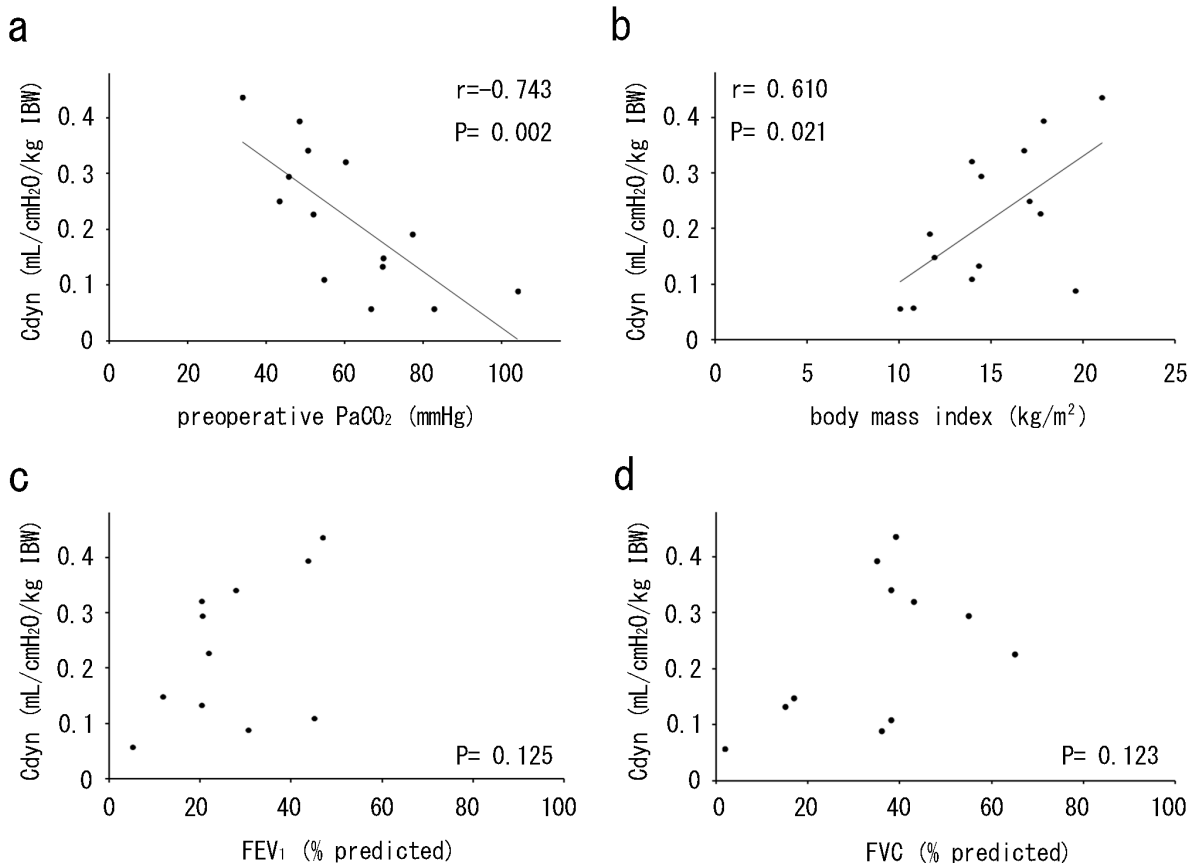 a
r=-0.743
P= 0.002
Cdyn (mL/cmH₂O/kg IBW)
0.4
0.3
0.2
0.1
0
0 20 40 60 80 100
preoperative PaCO₂ (mmHg)
b
r= 0.610
P= 0.021
Cdyn (mL/cmH₂O/kg IBW)
0.4
0.3
0.2
0.1
0
0 5 10 15 20 25
body mass index (kg/m²)
c
Cdyn (mL/cmH₂O/kg IBW)
0.4
0.3
0.2
0.1
0
P= 0.125
0 20 40 60 80 100
FEV₁ (% predicted)
d
Cdyn (mL/cmH₂O/kg IBW)
0.4
0.3
0.2
0.1
0
P= 0.123
0 20 40 60 80 100
FVC (% predicted)